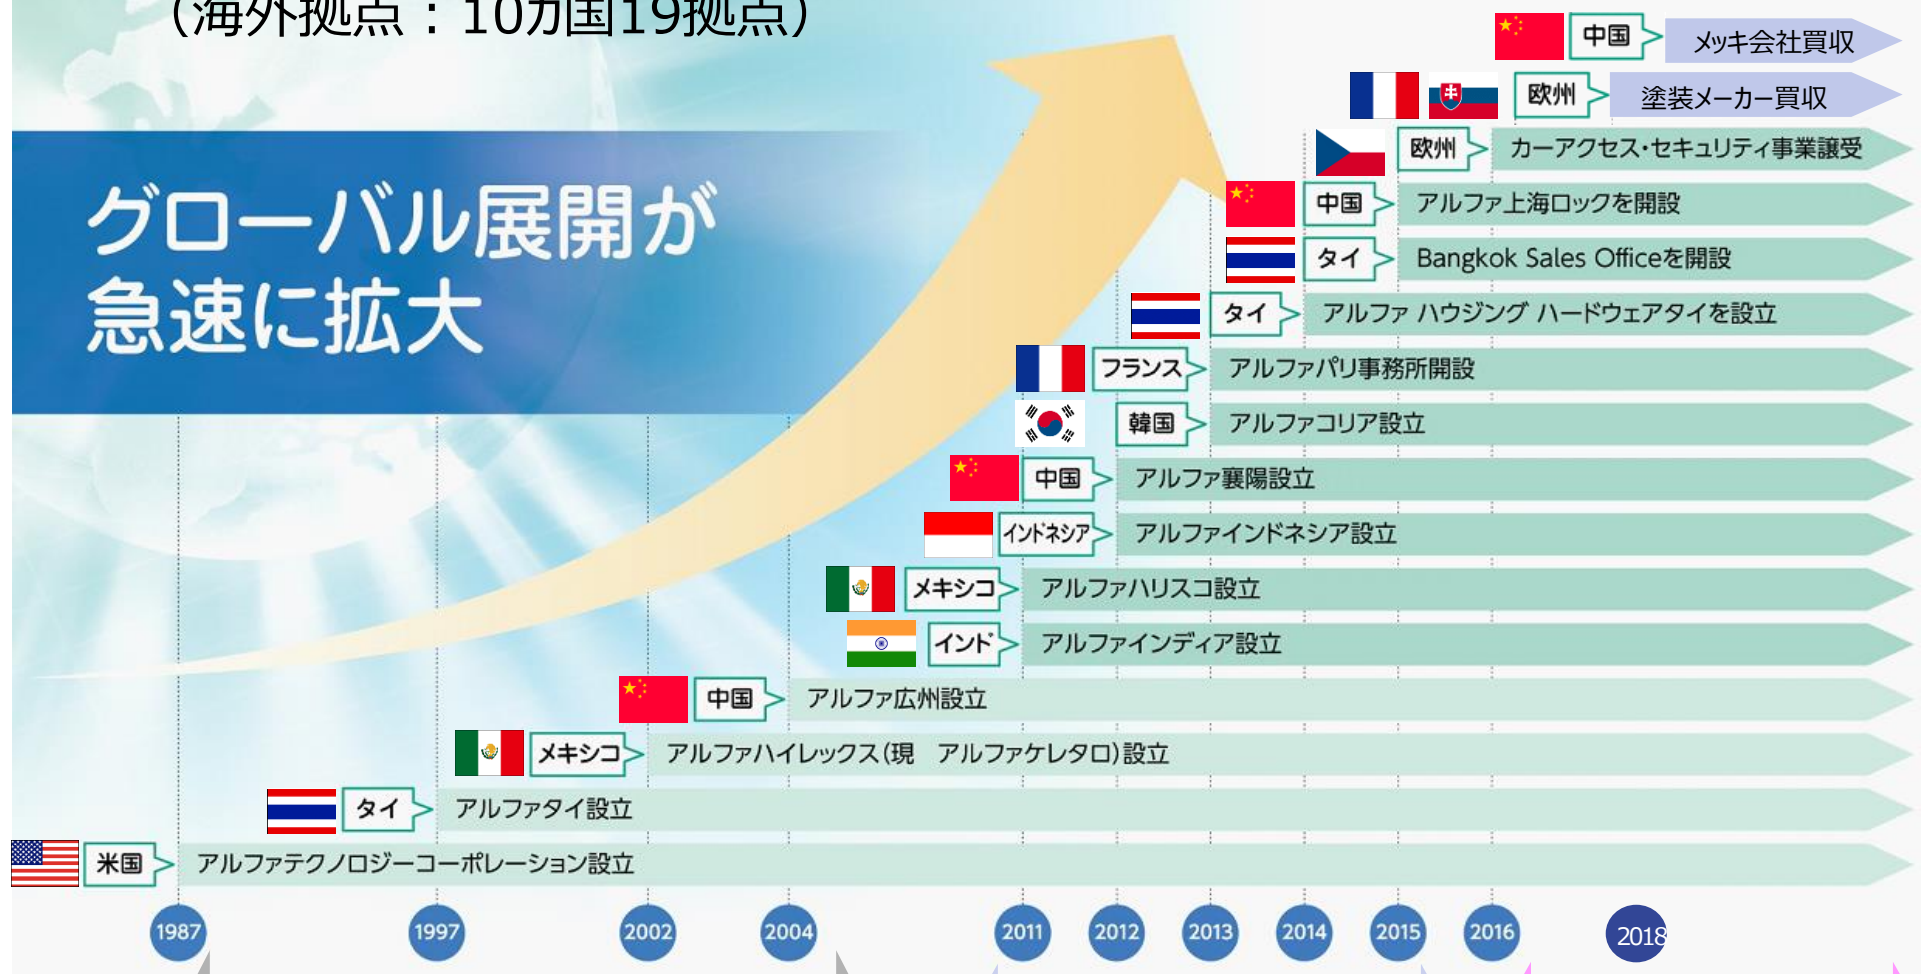 （海外拠点：10カ国19拠点）
中国 メッキ会社買収
欧州 塗装メーカー買収
欧州 カーアクセス・セキュリティ事業譲受
グローバル展開が
急速に拡大
中国 アルファ上海ロックを開設
タイ Bangkok Sales Officeを開設
タイ アルファ ハウジング ハードウェアタイを設立
フランス アルファパリ事務所開設
韓国 アルファコリア設立
中国 アルファ襄陽設立
インドネシア アルファインドネシア設立
メキシコ アルファハリスコ設立
インド アルファインディア設立
中国 アルファ広州設立
メキシコ アルファハイレックス(現　アルファケレタロ)設立
タイ アルファタイ設立
米国 アルファテクノロジーコーポレーション設立
1987 1997 2002 2004 2011 2012 2013 2014 2015 2016 2018